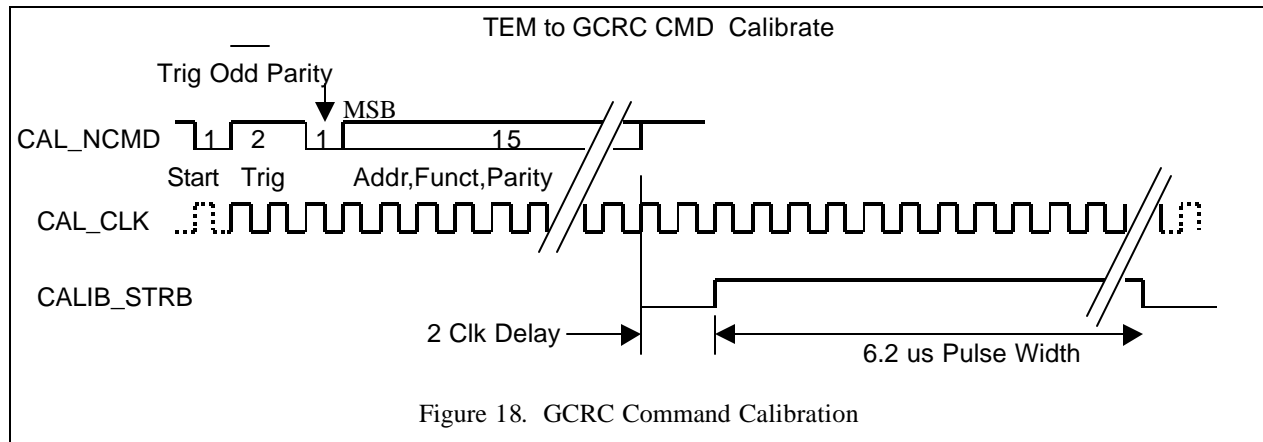 TEM to GCRC CMD Calibrate
Trig Odd Parity
MSB
CAL_NCMD 1 2 1 15
Start Trig Addr,Funct,Parity
CAL_CLK
CALIB_STRB
2 Clk Delay
6.2 us Pulse Width
Figure 18. GCRC Command Calibration